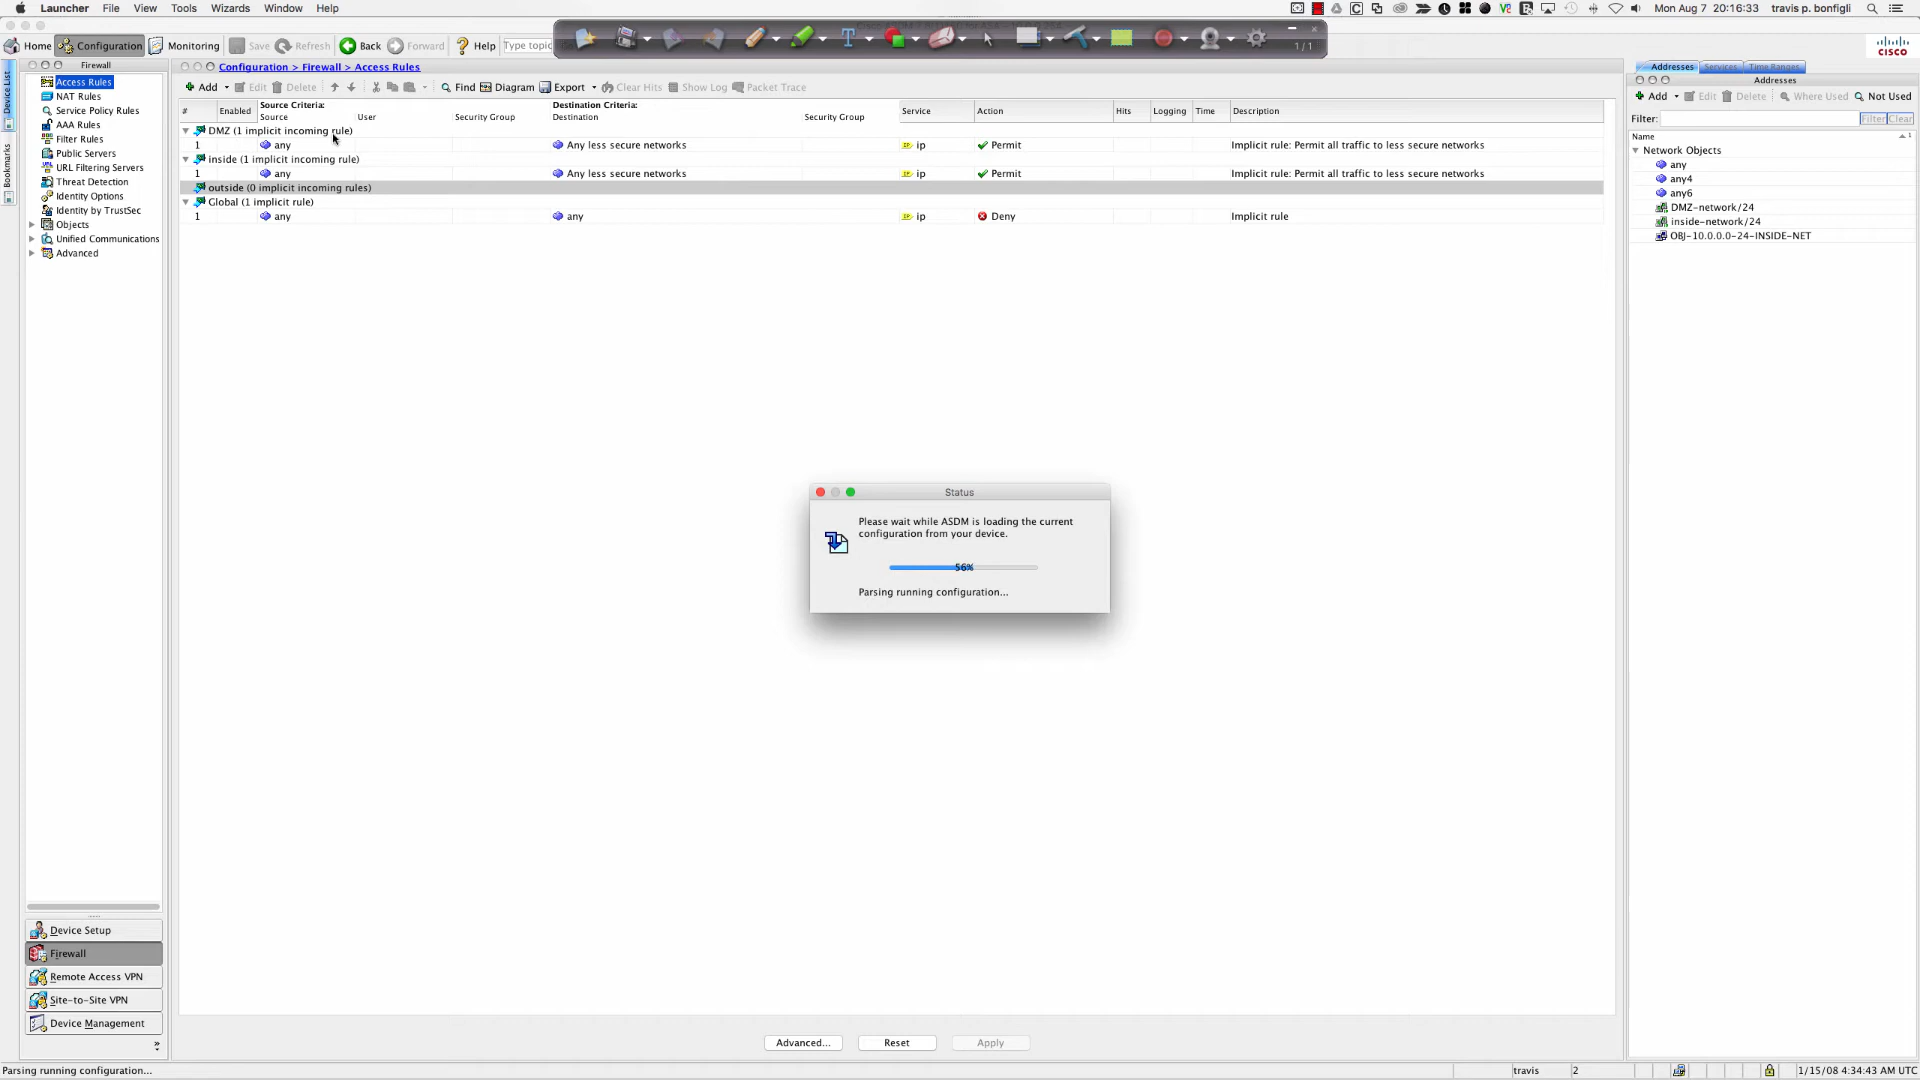 Launcher File View Tools Wizards Window Help
Mon Aug 7 20:16:33 travis p. bonfigli
Home Configuration Monitoring Save Refresh Back Forward Help Type topic
1/1
CISCO
Firewall
Configuration > Firewall > Access Rules
Addresses Services Time Ranges
Addresses
Device List
Bookmarks
Access Rules
NAT Rules
Service Policy Rules
AAA Rules
Filter Rules
Public Servers
URL Filtering Servers
Threat Detection
Identity Options
Identity by TrustSec
Objects
Unified Communications
Advanced
Add Edit Delete Find Diagram Export Clear Hits Show Log Packet Trace
Source Criteria: Destination Criteria:
# Enabled Source User Security Group Destination Security Group Service Action Hits Logging Time Description
DMZ (1 implicit incoming rule)
1 any Any less secure networks ip Permit Implicit rule: Permit all traffic to less secure networks
inside (1 implicit incoming rule)
1 any Any less secure networks ip Permit Implicit rule: Permit all traffic to less secure networks
outside (0 implicit incoming rules)
Global (1 implicit rule)
1 any any ip Deny Implicit rule
Add Edit Delete Where Used Not Used
Filter: Filter Clear
Name
Network Objects
any
any4
any6
DMZ-network/24
inside-network/24
OBJ-10.0.0.0-24-INSIDE-NET
Status
Please wait while ASDM is loading the current
configuration from your device.
56%
Parsing running configuration...
Device Setup
Firewall
Remote Access VPN
Site-to-Site VPN
Device Management
Advanced... Reset Apply
Parsing running configuration... travis 2 1/15/08 4:34:43 AM UTC